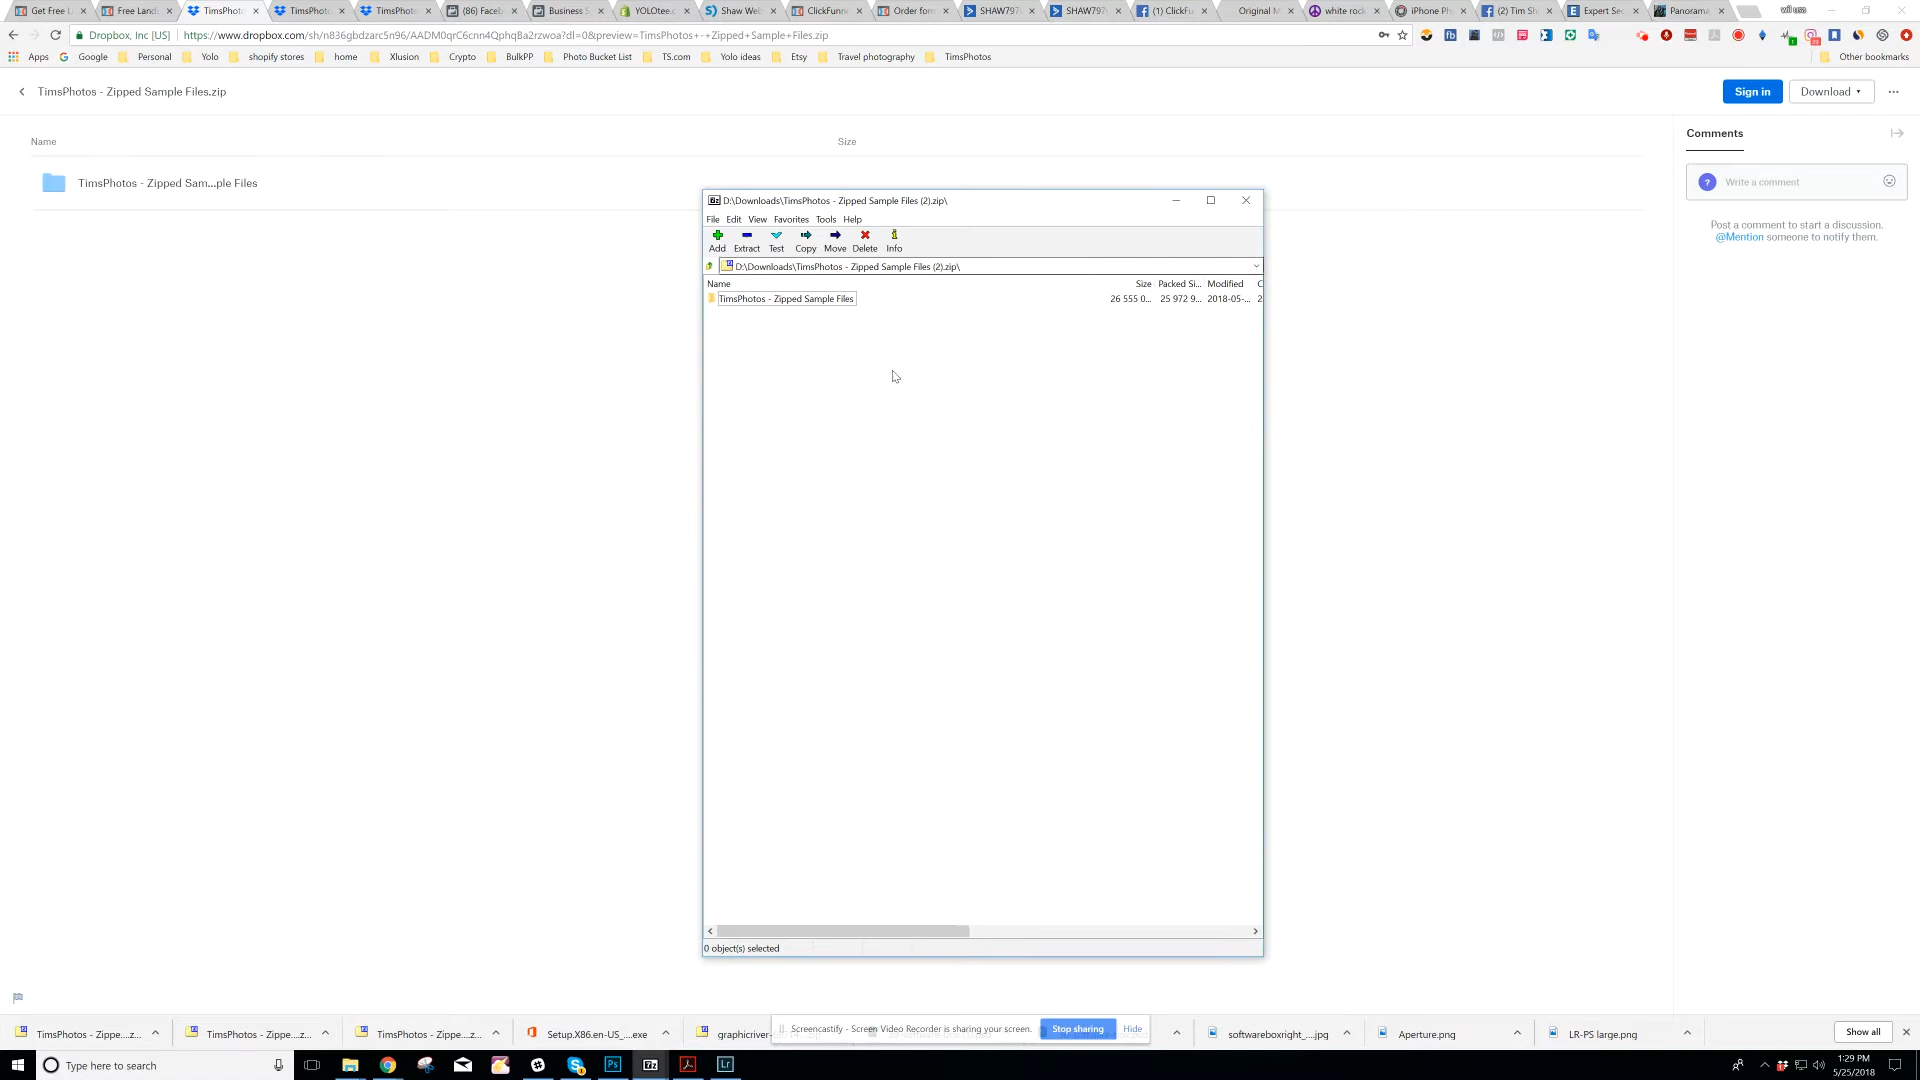 Get Free L
Free Land
TimsPhoto
TimsPhoto
TimsPhoto
(86) Faceb
Business S
YOLOtee.c
Shaw Web
ClickFunne
Order form
SHAW797
SHAW797
(1) ClickFu
Original M
white rock
iPhone Ph
(2) Tim Sh
Expert Sec
Panorama
Dropbox, Inc [US]
https://www.dropbox.com/sh/n836gbdzarc5n96/AADM0qrC6cnn4QphqBa2rzwoa?dl=0&preview=TimsPhotos+-+Zipped+Sample+Files.zip
Apps Google Personal Yolo shopify stores home Xlusion Crypto BulkPP Photo Bucket List TS.com Yolo ideas Etsy Travel photography TimsPhotos Other bookmarks
TimsPhotos - Zipped Sample Files.zip
Sign in
Download
Name Size
Comments
TimsPhotos - Zipped Sam...ple Files
Write a comment
Post a comment to start a discussion.
@Mention someone to notify them.
D:\Downloads\TimsPhotos - Zipped Sample Files (2).zip\
File Edit View Favorites Tools Help
Add Extract Test Copy Move Delete Info
D:\Downloads\TimsPhotos - Zipped Sample Files (2).zip\
Name Size Packed Si... Modified C
TimsPhotos - Zipped Sample Files 26 555 0... 25 972 9... 2018-05-... 2
0 object(s) selected
TimsPhotos - Zippe....z...
TimsPhotos - Zippe....z...
TimsPhotos - Zippe....z...
Setup.X86.en-US_....exe
graphicriver-
Screencastify - Screen Video Recorder is sharing your screen.
Stop sharing
Hide
softwareboxright_....jpg
Aperture.png
LR-PS large.png
Show all
Type here to search
1:29 PM
5/25/2018